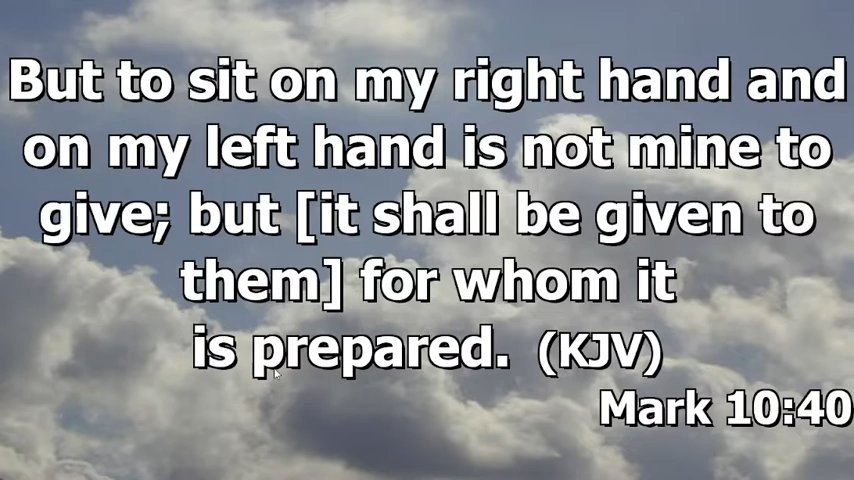 But to sit on my right hand and
on my left hand is not mine to
give; but [it shall be given to
them] for whom it
is prepared. (KJV)
Mark 10:40